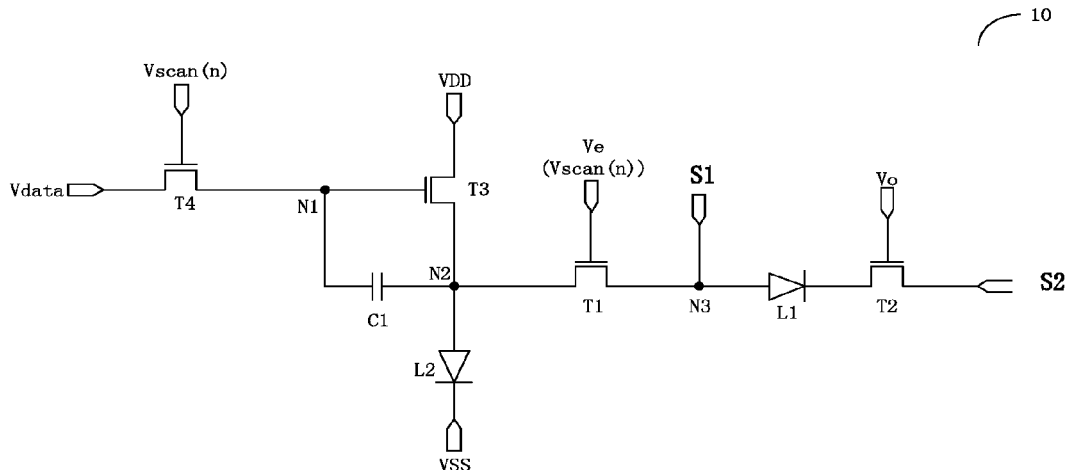 10
Vscan(n)
VDD
Ve
(Vscan(n))
S1
Vo
Vdata
T4
N1
T3
N2
C1
T1
N3
L1
T2
S2
L2
VSS